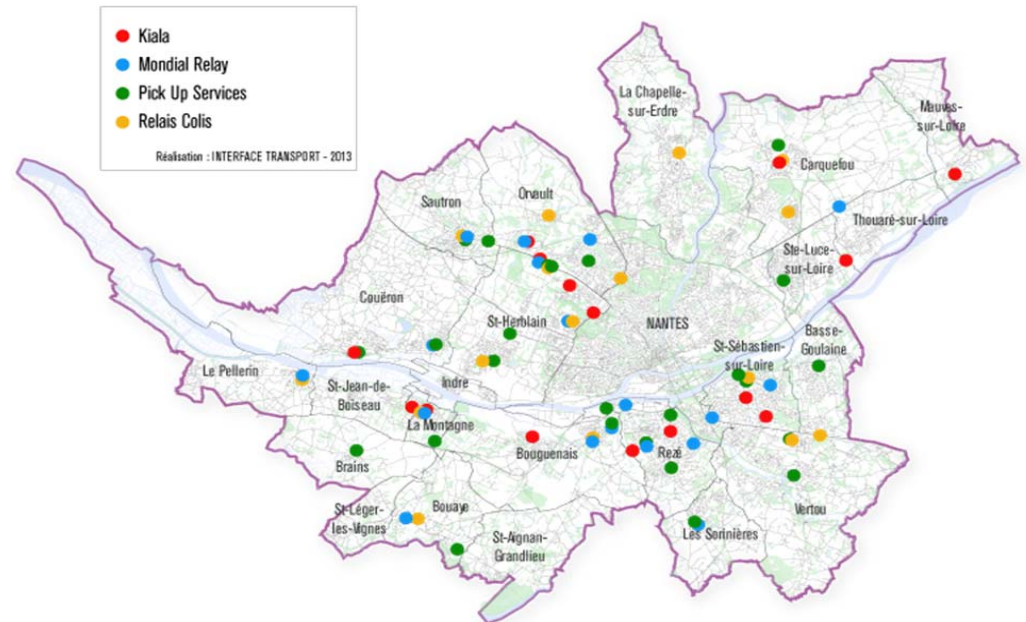 Kiala
Mondial Relay
Pick Up Services
Relais Colis
Réalisation : INTERFACE TRANSPORT - 2013
La Chapelle-
sur-Erdre
Mauves-
sur-Loire
Carquefou
Orvault
Sautron
Thouaré-sur-Loire
Ste-Luce-
sur-Loire
Couëron
St-Herblain
NANTES
Basse-
Goulaine
St-Sébastien-
sur-Loire
Le Pellerin
Indre
St-Jean-de-
Boiseau
La Montagne
Bouguenais
Rezé
Brains
Vertou
St-Léger-
les-Vignes
Bouaye
Les Sorinières
St-Aignan-
Grandlieu